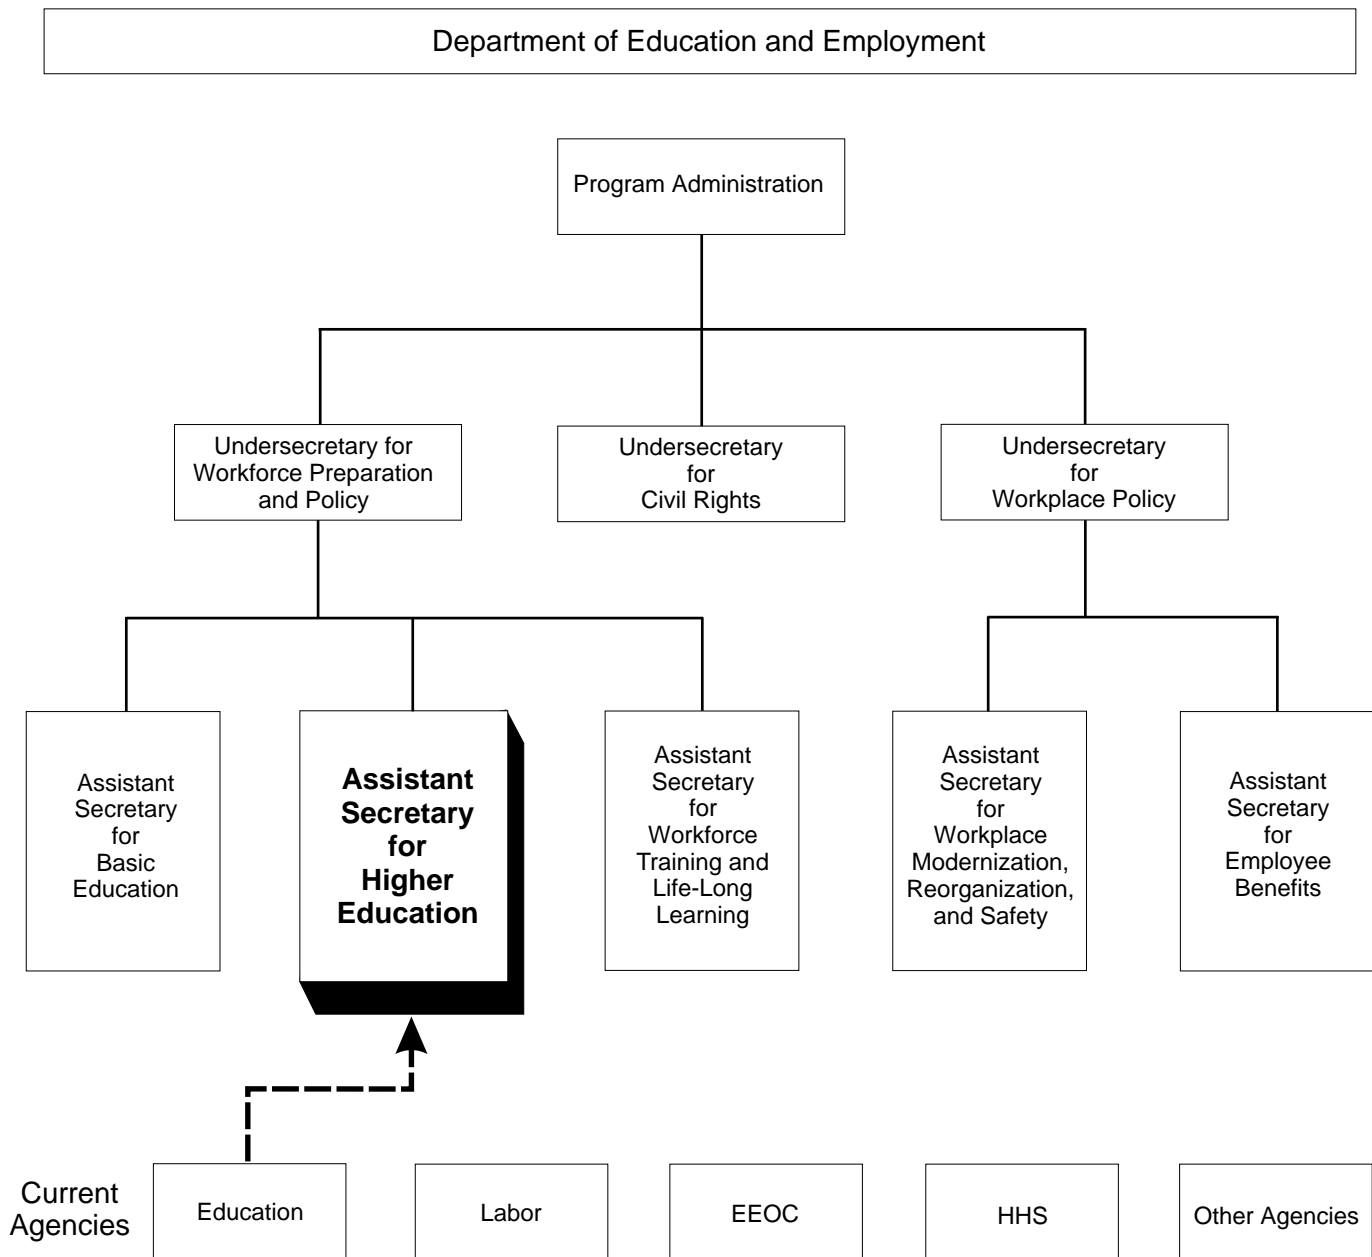 Department of Education and Employment
Program Administration
Undersecretary for
Workforce Preparation
and Policy
Undersecretary
for
Civil Rights
Undersecretary
for
Workplace Policy
Assistant
Secretary
for
Basic
Education
Assistant
Secretary
for
Higher
Education
Assistant
Secretary
for
Workforce
Training and
Life-Long
Learning
Assistant
Secretary
for
Workplace
Modernization,
Reorganization,
and Safety
Assistant
Secretary
for
Employee
Benefits
Current
Agencies
Education
Labor
EEOC
HHS
Other Agencies